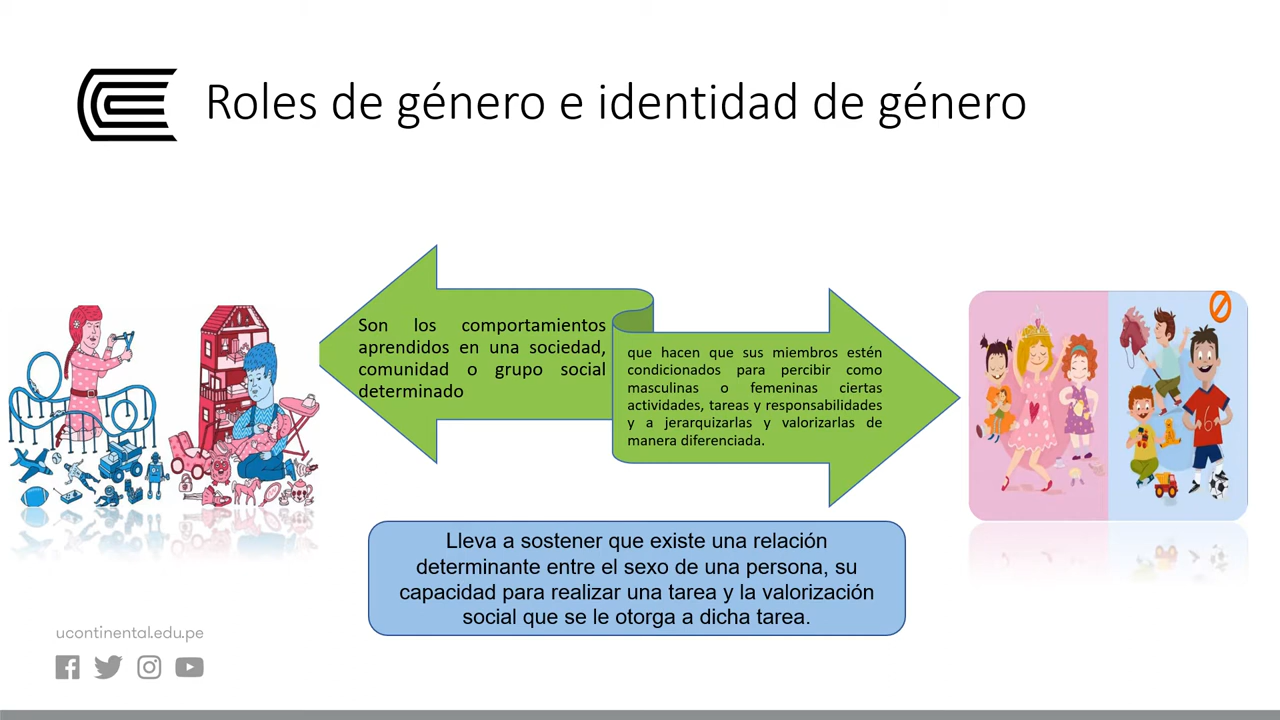 Roles de género e identidad de género
Son los comportamientos
aprendidos en una sociedad,
comunidad o grupo social
determinado
que hacen que sus miembros estén
condicionados para percibir como
masculinas o femeninas ciertas
actividades, tareas y responsabilidades
y a jerarquizarlas y valorizarlas de
manera diferenciada.
Lleva a sostener que existe una relación
determinante entre el sexo de una persona, su
capacidad para realizar una tarea y la valorización
social que se le otorga a dicha tarea.
ucontinental.edu.pe